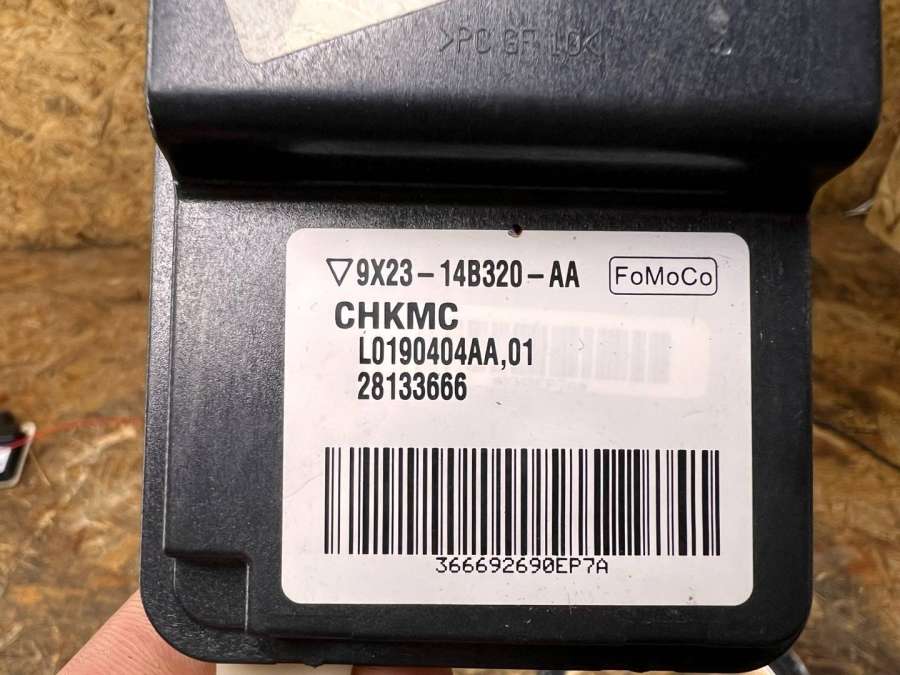 >PC GF 10<
▽9X23-14B320-AA FoMoCo
CHKMC
L0190404AA,01
28133666
366692690EP7A